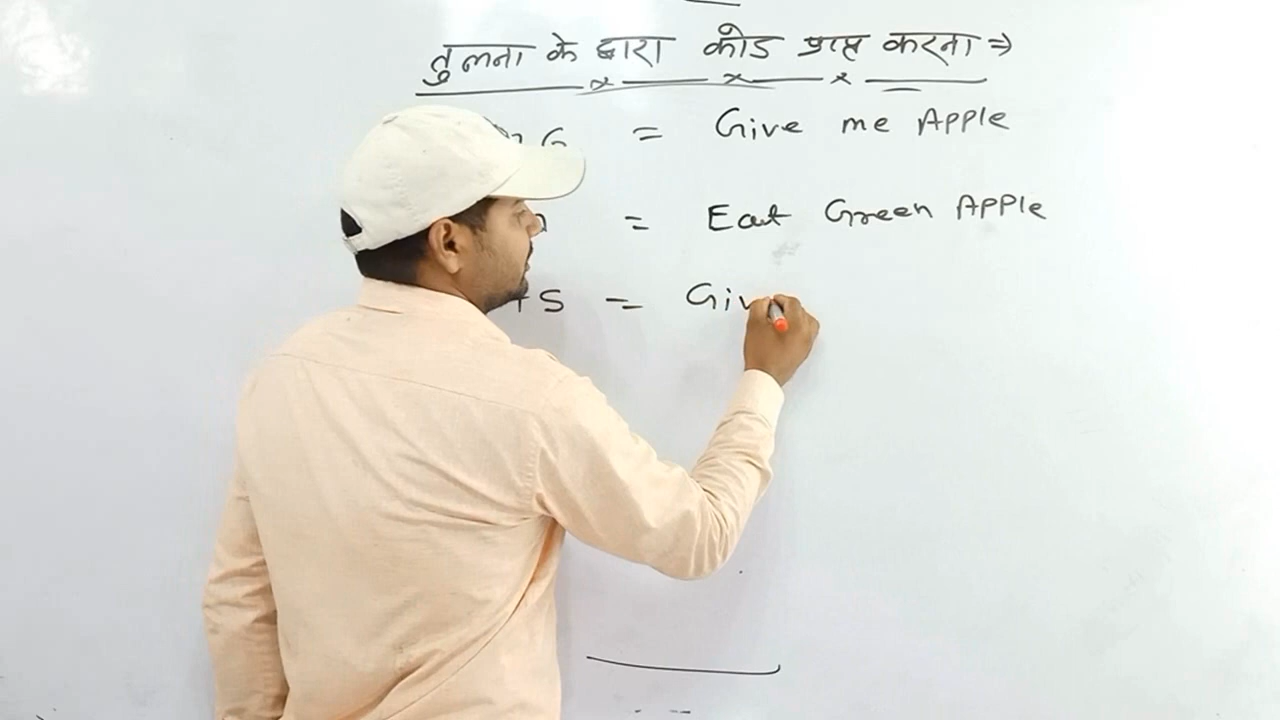 तुलना के द्वारा कोड प्राप्त करना ⇒
G = Give me Apple
= Eat Green Apple
S = Giv